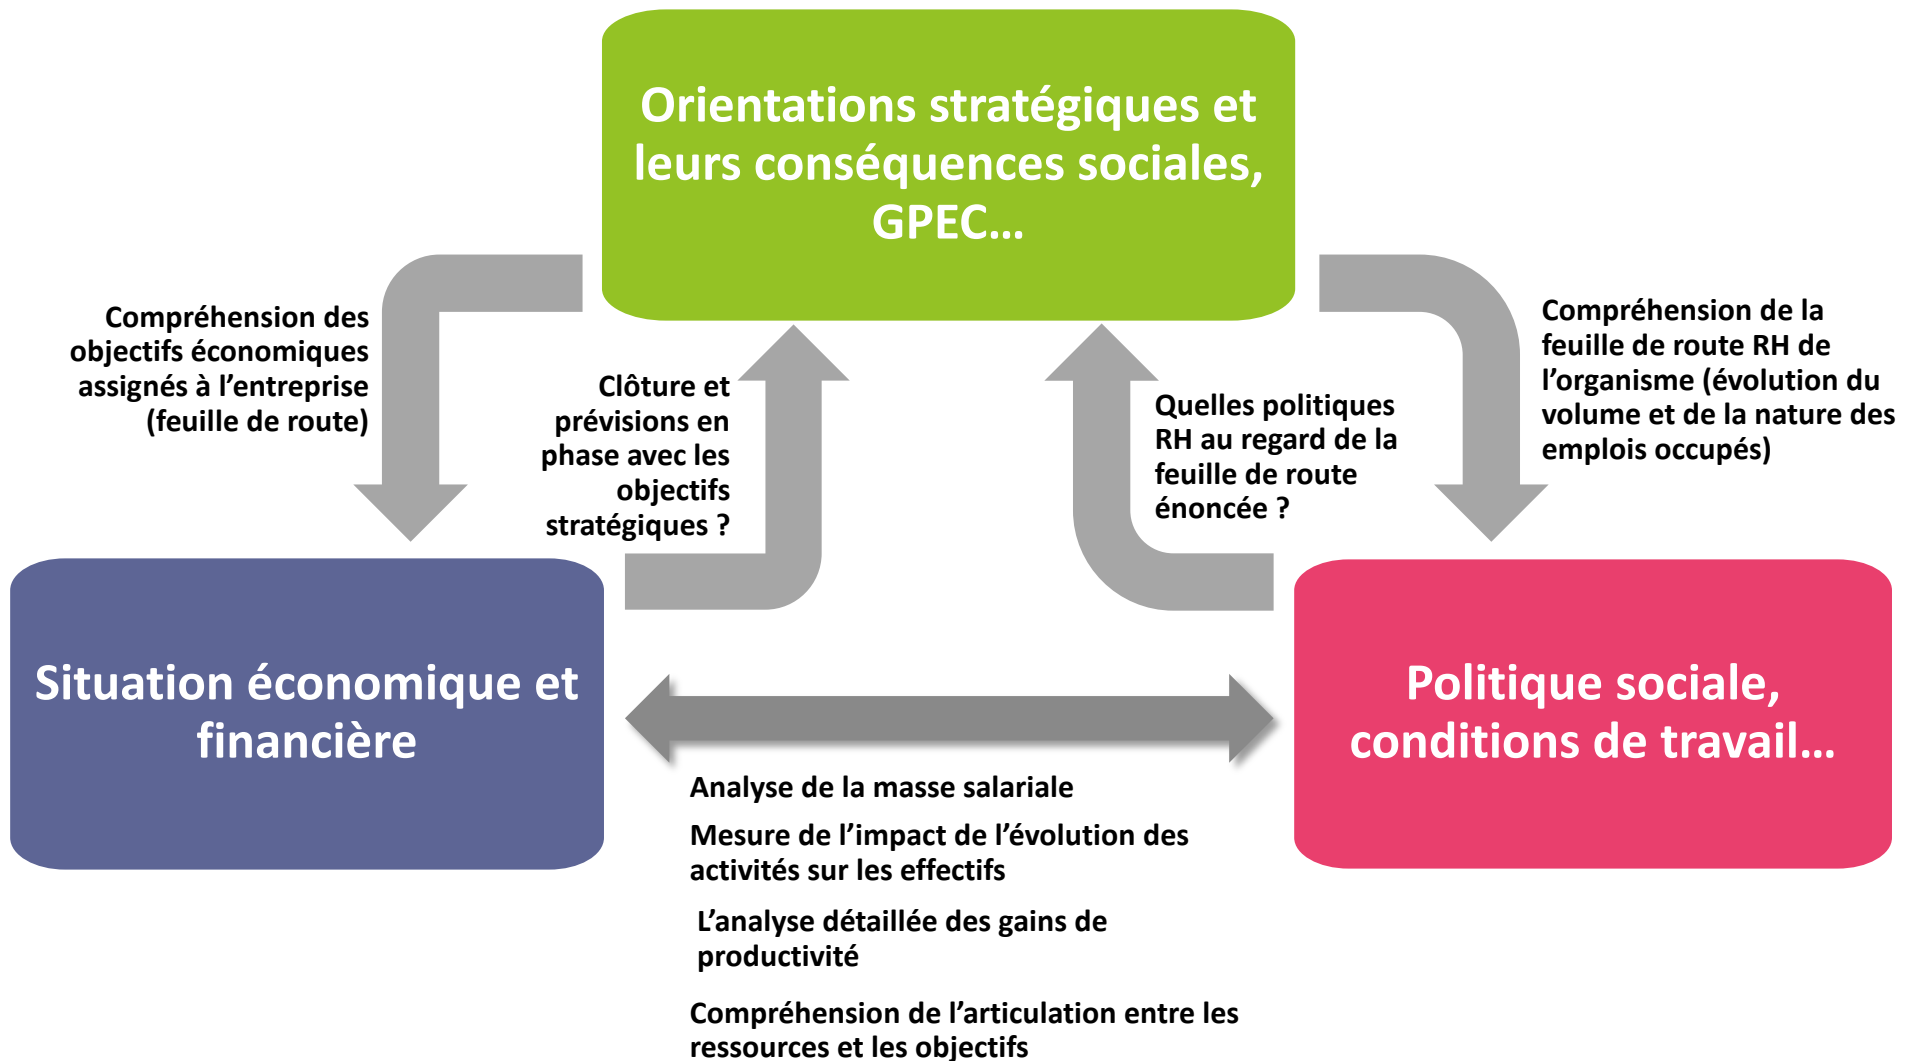 Orientations stratégiques et
leurs conséquences sociales,
GPEC…
Compréhension des
objectifs économiques
assignés à l’entreprise
(feuille de route)
Clôture et
prévisions en
phase avec les
objectifs
stratégiques ?
Quelles politiques
RH au regard de la
feuille de route
énoncée ?
Compréhension de la
feuille de route RH de
l’organisme (évolution du
volume et de la nature des
emplois occupés)
Situation économique et
financière
Politique sociale,
conditions de travail…
Analyse de la masse salariale
Mesure de l’impact de l’évolution des
activités sur les effectifs
L’analyse détaillée des gains de
productivité
Compréhension de l’articulation entre les
ressources et les objectifs